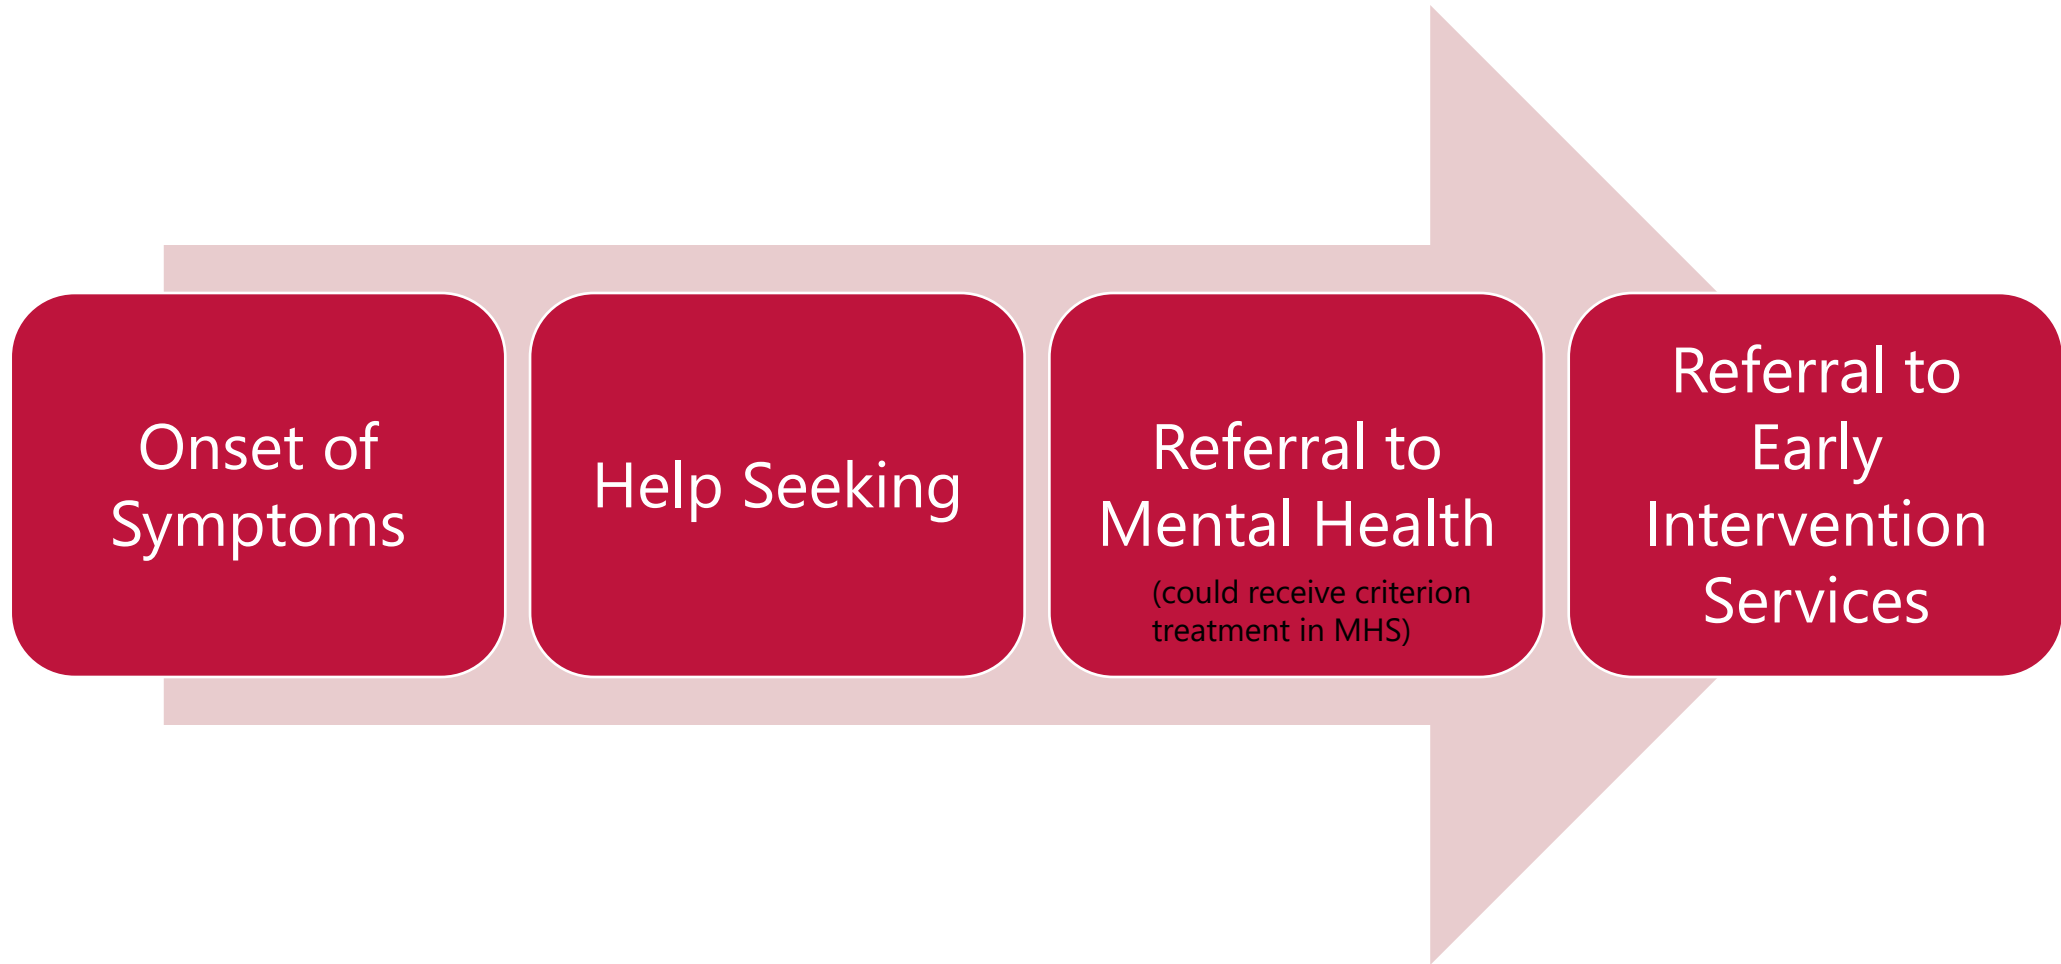 Onset of
Symptoms
Help Seeking
Referral to
Mental Health
(could receive criterion
treatment in MHS)
Referral to
Early
Intervention
Services